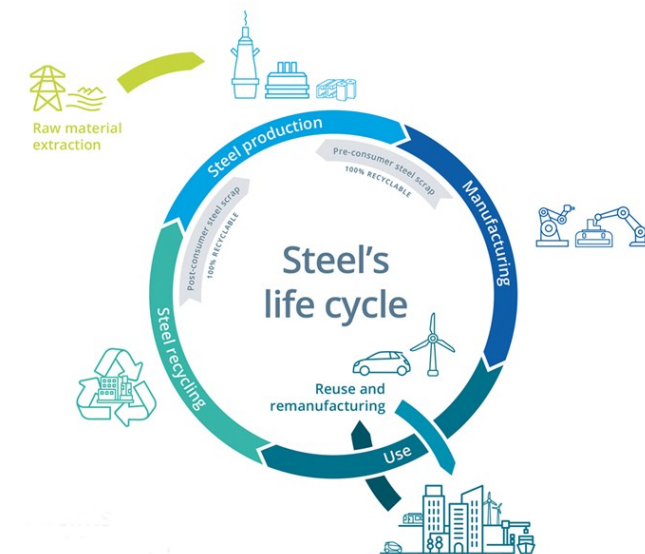 Raw material
extraction
Steel production
Pre-consumer steel scrap
100% RECYCLABLE
Manufacturing
Post-consumer steel scrap
100% RECYCLABLE
Steel's
life cycle
Steel recycling
Reuse and
remanufacturing
Use